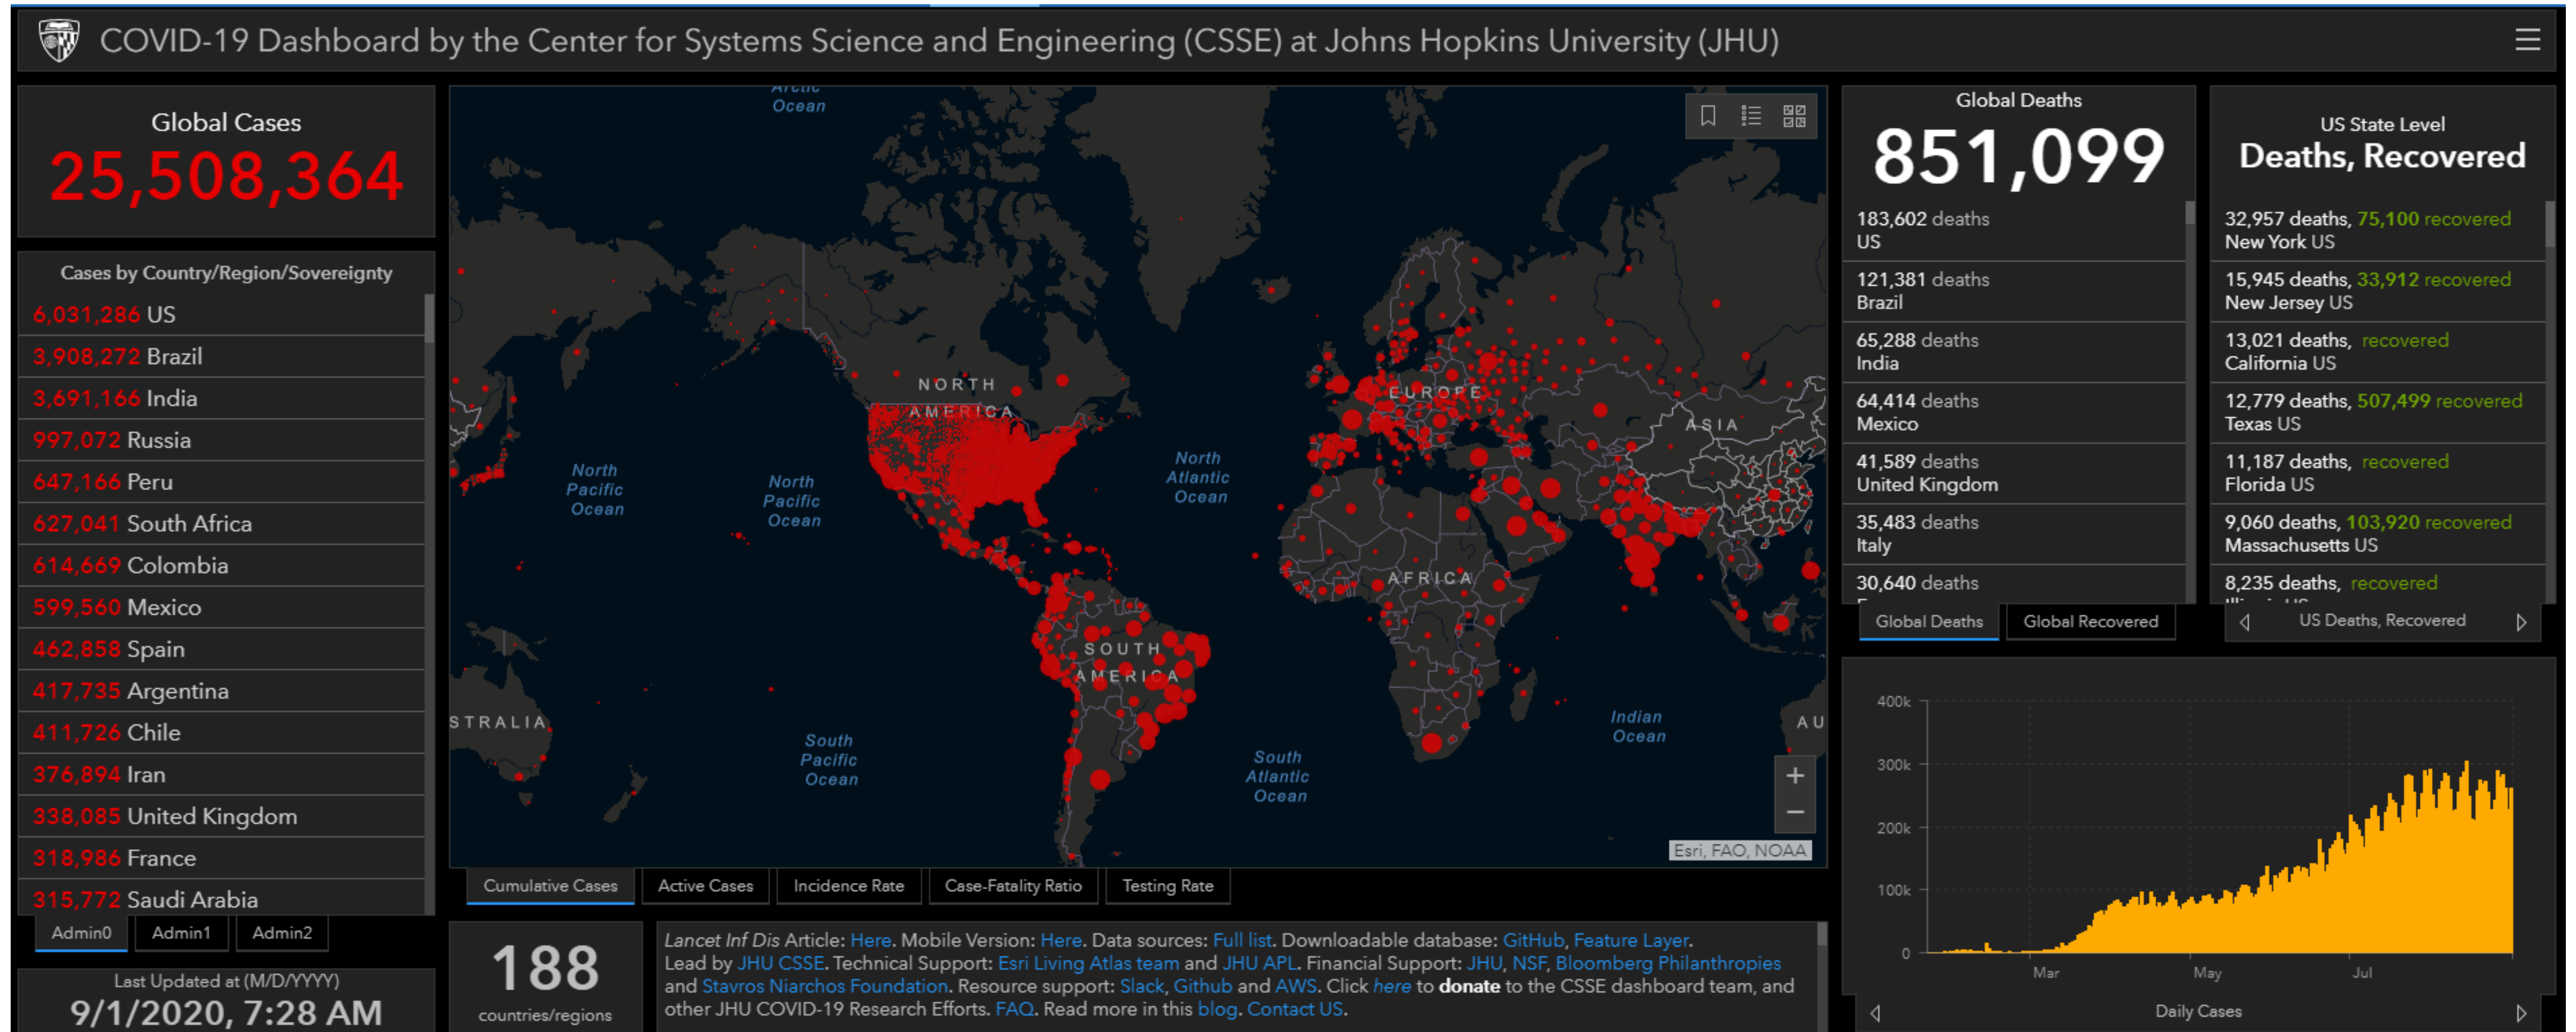 COVID-19 Dashboard by the Center for Systems Science and Engineering (CSSE) at Johns Hopkins University (JHU)
Global Cases
25,508,364
Cases by Country/Region/Sovereignty
6,031,286 US
3,908,272 Brazil
3,691,166 India
997,072 Russia
647,166 Peru
627,041 South Africa
614,669 Colombia
599,560 Mexico
462,858 Spain
417,735 Argentina
411,726 Chile
376,894 Iran
338,085 United Kingdom
318,986 France
315,772 Saudi Arabia
Admin0
Admin1
Admin2
Last Updated at (M/D/YYYY)
9/1/2020, 7:28 AM
Arctic
Ocean
NORTH
AMERICA
EUROPE
ASIA
North
Pacific
Ocean
North
Pacific
Ocean
North
Atlantic
Ocean
AFRICA
SOUTH
AMERICA
STRALIA
AU
South
Pacific
Ocean
South
Atlantic
Ocean
Indian
Ocean
+
−
Esri, FAO, NOAA
Cumulative Cases
Active Cases
Incidence Rate
Case-Fatality Ratio
Testing Rate
188
countries/regions
Lancet Inf Dis Article: Here. Mobile Version: Here. Data sources: Full list. Downloadable database: GitHub, Feature Layer.
Lead by JHU CSSE. Technical Support: Esri Living Atlas team and JHU APL. Financial Support: JHU, NSF, Bloomberg Philanthropies
and Stavros Niarchos Foundation. Resource support: Slack, Github and AWS. Click here to donate to the CSSE dashboard team, and
other JHU COVID-19 Research Efforts. FAQ. Read more in this blog. Contact US.
Global Deaths
851,099
183,602 deaths
US
121,381 deaths
Brazil
65,288 deaths
India
64,414 deaths
Mexico
41,589 deaths
United Kingdom
35,483 deaths
Italy
30,640 deaths
Global Deaths
Global Recovered
US State Level
Deaths, Recovered
32,957 deaths, 75,100 recovered
New York US
15,945 deaths, 33,912 recovered
New Jersey US
13,021 deaths, recovered
California US
12,779 deaths, 507,499 recovered
Texas US
11,187 deaths, recovered
Florida US
9,060 deaths, 103,920 recovered
Massachusetts US
8,235 deaths, recovered
US Deaths, Recovered
400k
300k
200k
100k
0
Mar
May
Jul
Daily Cases